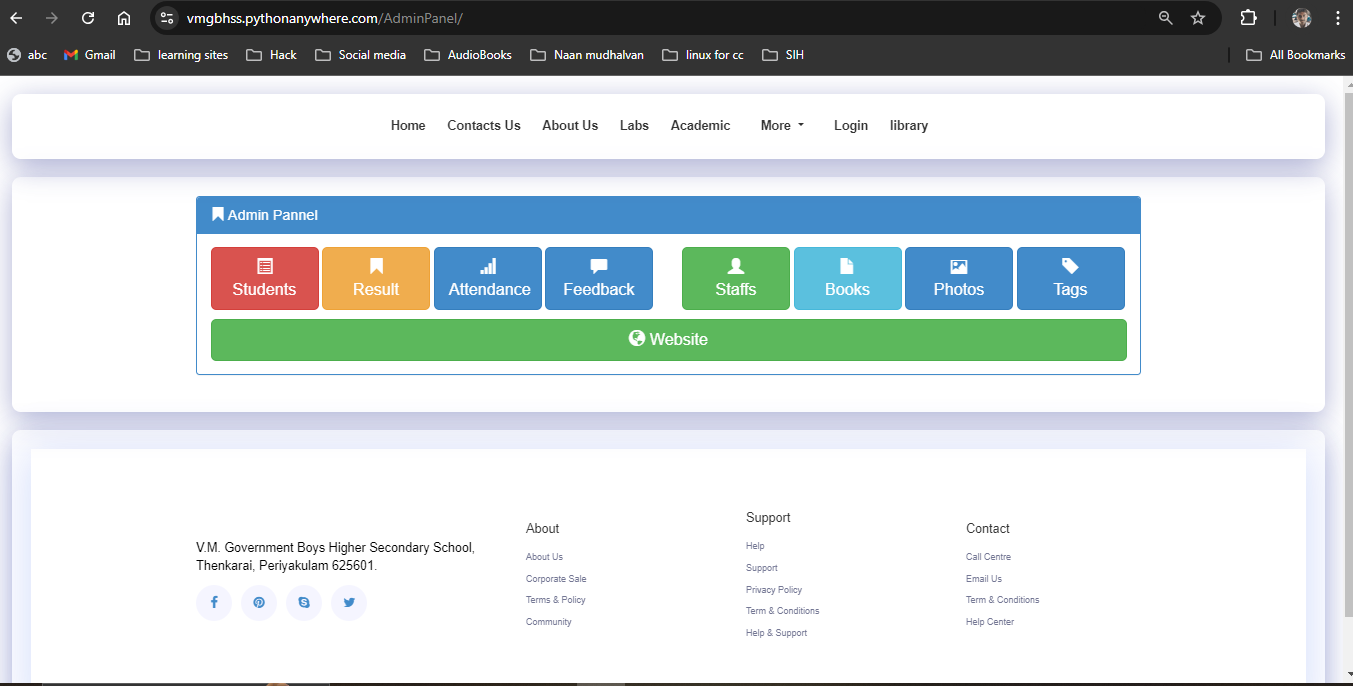 vmgbhss.pythonanywhere.com/AdminPanel/
abc Gmail learning sites Hack Social media AudioBooks Naan mudhalvan linux for cc SIH All Bookmarks
Home Contacts Us About Us Labs Academic More Login library
Admin Pannel
Students Result Attendance Feedback Staffs Books Photos Tags
Website
V.M. Government Boys Higher Secondary School,
Thenkarai, Periyakulam 625601.
About
About Us
Corporate Sale
Terms & Policy
Community
Support
Help
Support
Privacy Policy
Term & Conditions
Help & Support
Contact
Call Centre
Email Us
Term & Conditions
Help Center